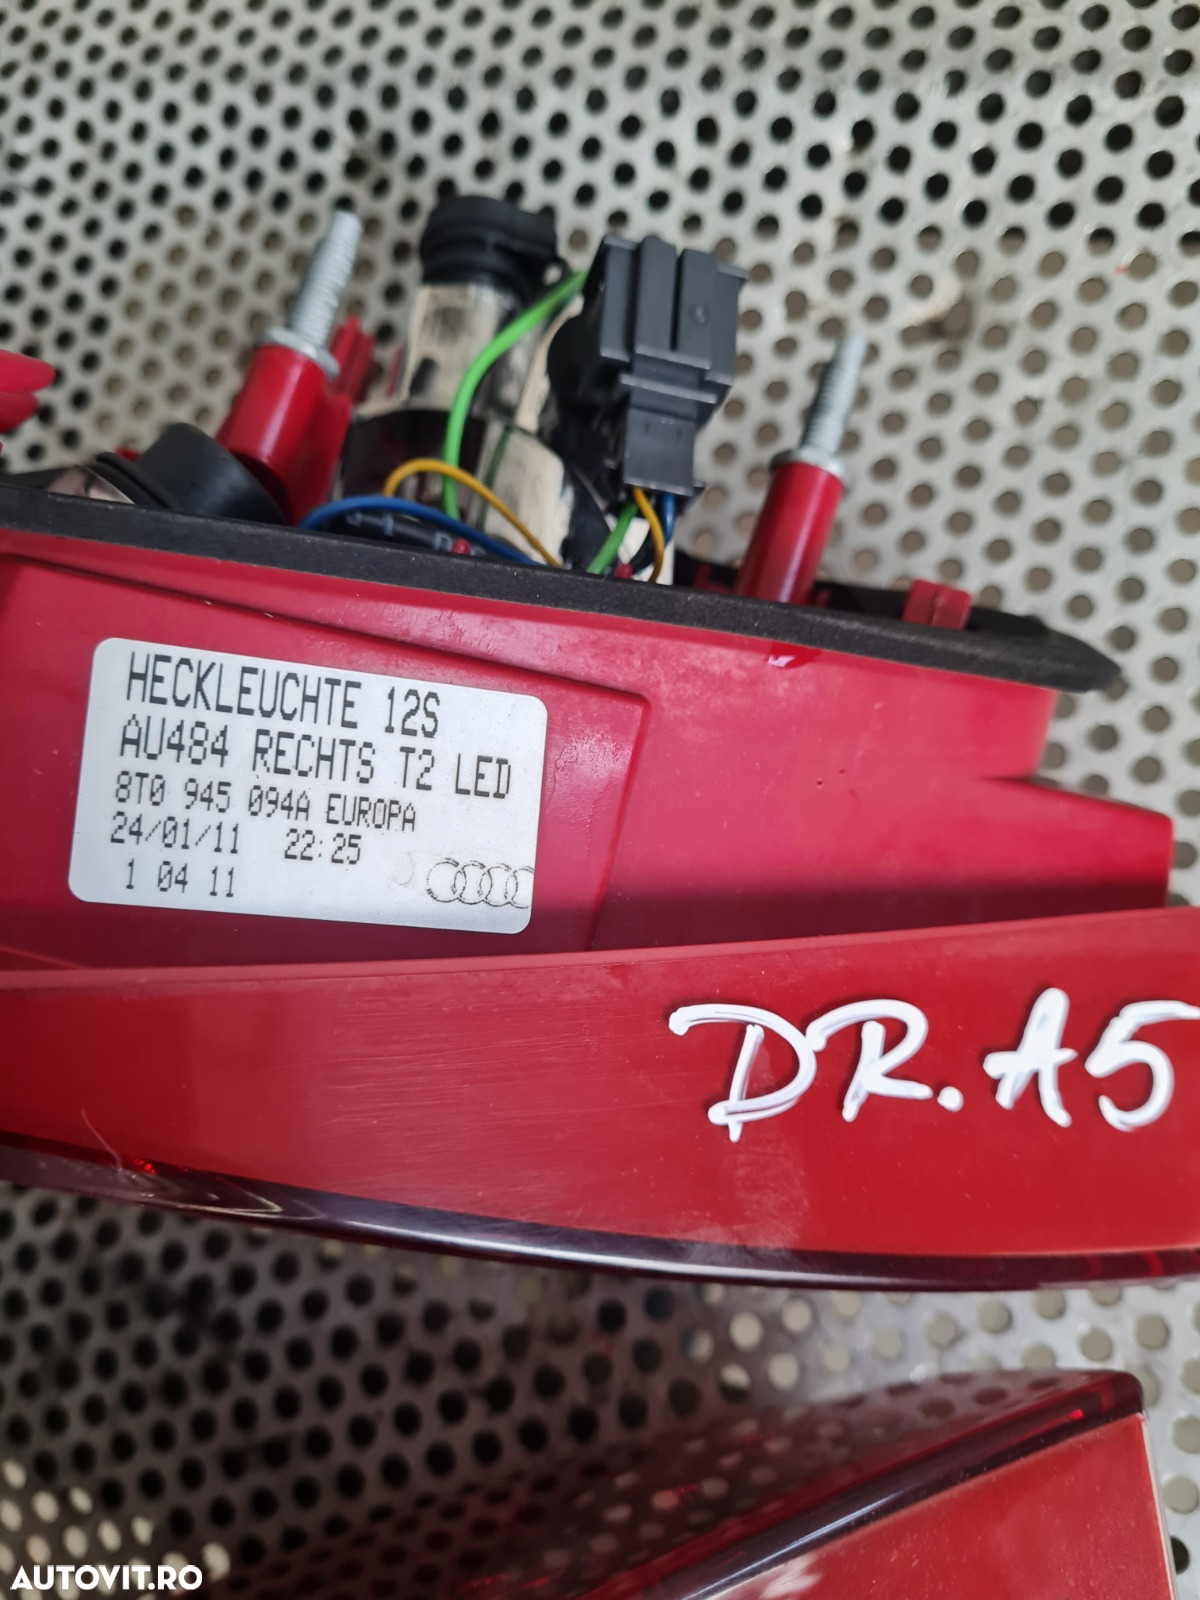 HECKLEUCHTE 12S
AU484 RECHTS T2 LED
8T0 945 094A EUROPA
24/01/11 22:25
1 04 11
DR. A5
AUTOVIT.RO